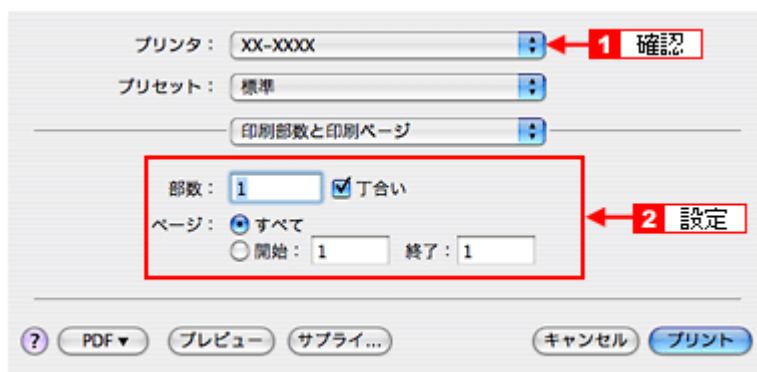 プリンタ： XX-XXXX 1 確認
プリセット： 標準
印刷部数と印刷ページ
部数： 1 丁合い
ページ： すべて
2 設定
開始： 1 終了： 1
? PDF▼ プレビュー サプライ... キャンセル プリント